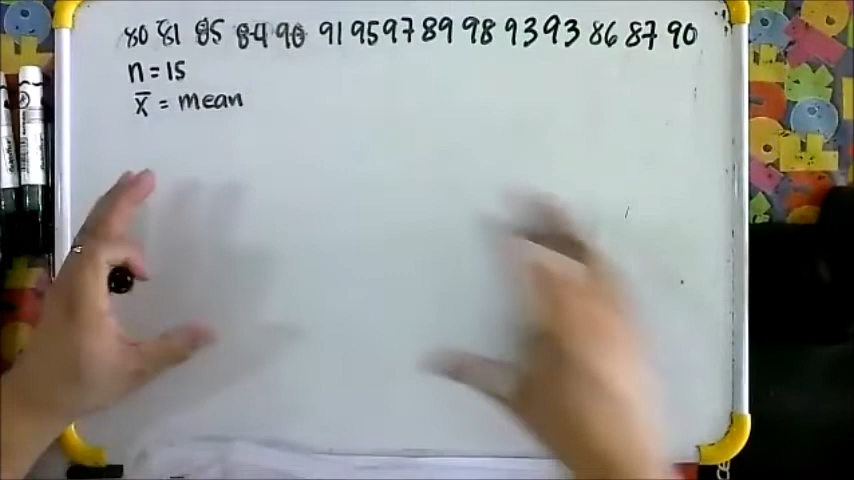 80 81 85 84 90 91 95 97 89 98 93 93 86 87 90
n = 15
x̄ = mean